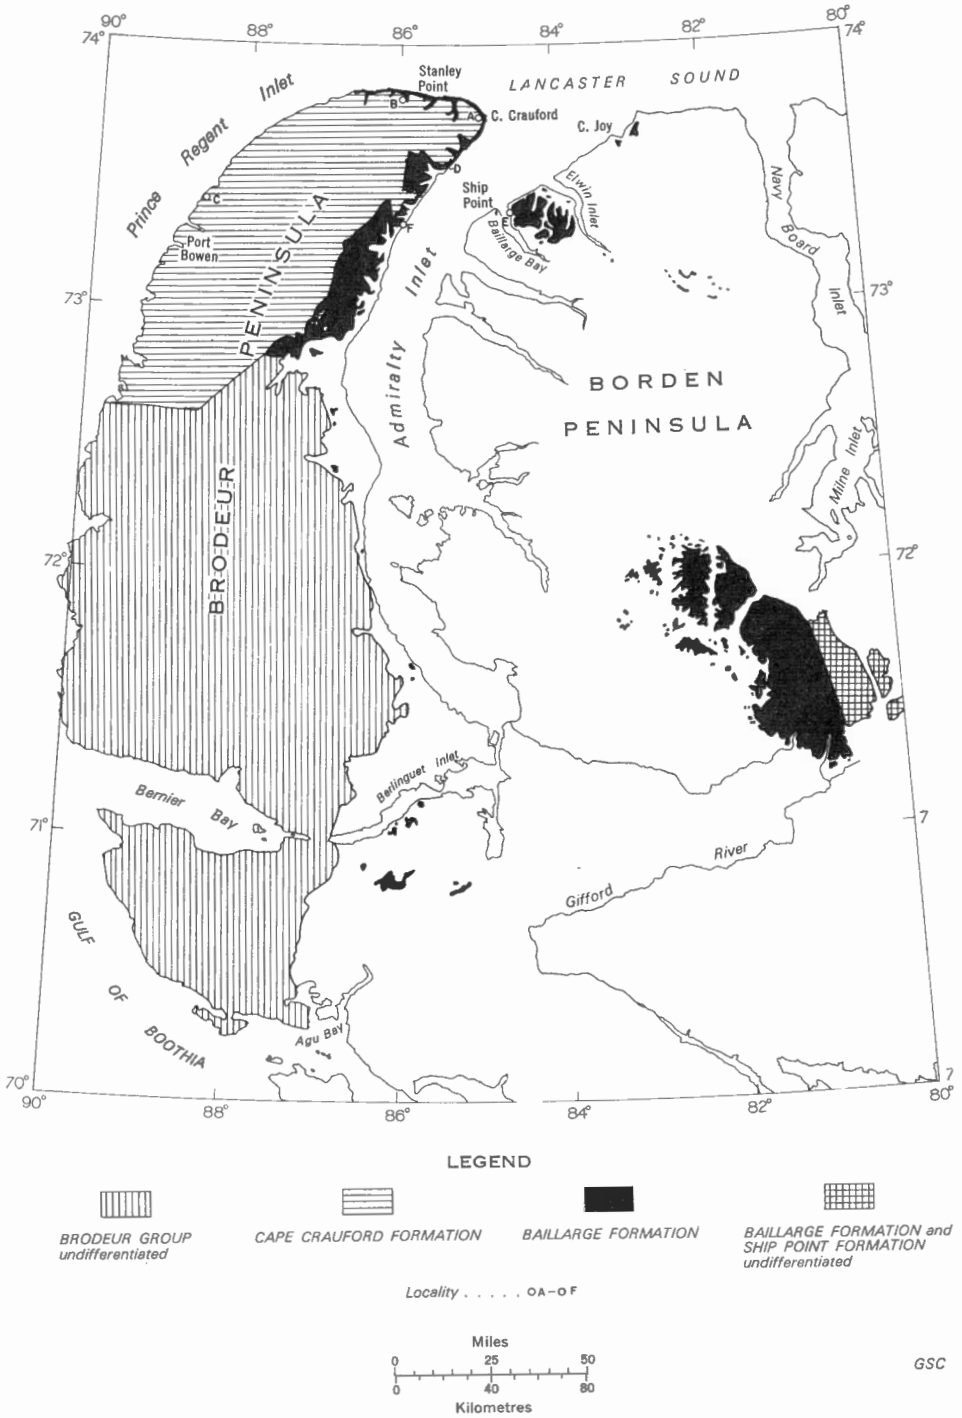 90°
88°
86°
84°
82°
80°
74°
74°
Stanley
Point
LANCASTER SOUND
Inlet
Regent
Prince
B
A
C. Crauford
C. Joy
D
C
Port
Bowen
F
Ship
Point
E
Elwin Inlet
Baillarge Bay
Navy
Board
Inlet
73°
73°
PENINSULA
BRODEUR
Admiralty
Inlet
BORDEN
PENINSULA
Milne Inlet
72°
72°
Bernier
Bay
Berlinguet Inlet
71°
7
River
Gifford
GULF
OF
BOOTHIA
Agu Bay
70°
7
90°
88°
86°
84°
82°
80°
LEGEND
BRODEUR GROUP
undifferentiated
CAPE CRAUFORD FORMATION
BAILLARGE FORMATION
BAILLARGE FORMATION and
SHIP POINT FORMATION
undifferentiated
Locality . . . . . OA-OF
Miles
0 25 50
0 40 80
Kilometres
GSC